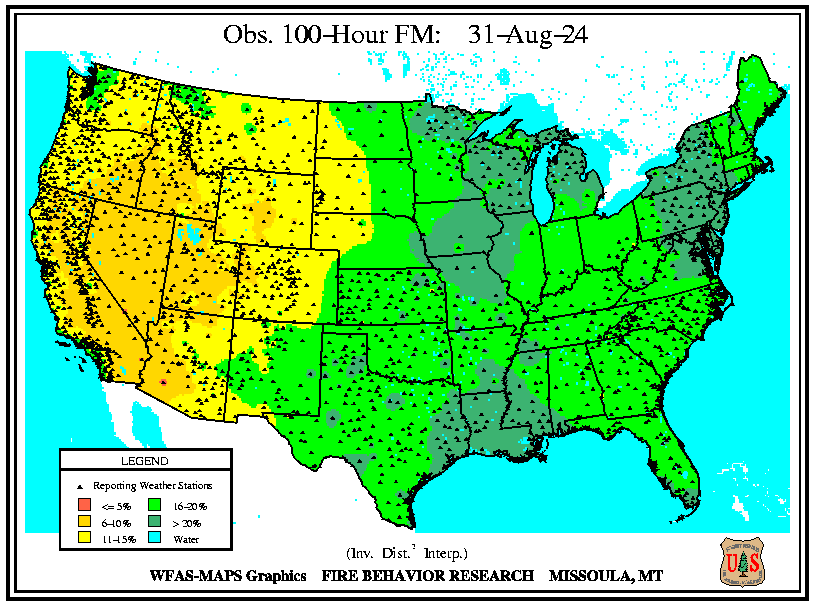 Obs. 100-Hour FM: 31-Aug-24
LEGEND
Reporting Weather Stations
<= 5%
16-20%
6-10%
> 20%
11-15%
Water
(Inv. Dist.² Interp.)
WFAS-MAPS Graphics FIRE BEHAVIOR RESEARCH MISSOULA, MT
U S